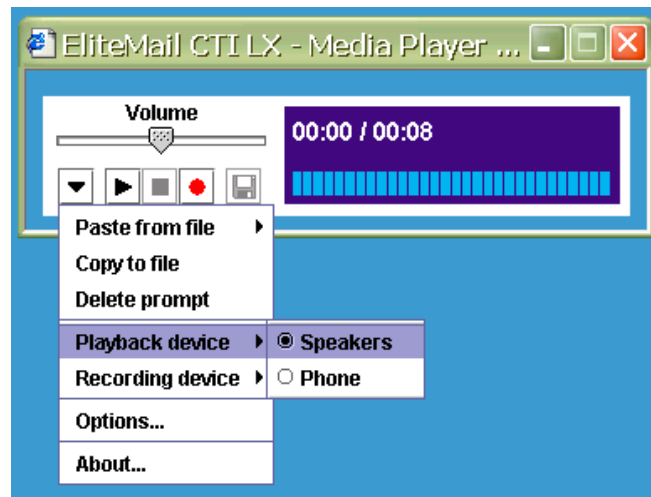 EliteMail CTI LX - Media Player ...
Volume
00:00 / 00:08
Paste from file
Copy to file
Delete prompt
Playback device
Speakers
Recording device
Phone
Options...
About...